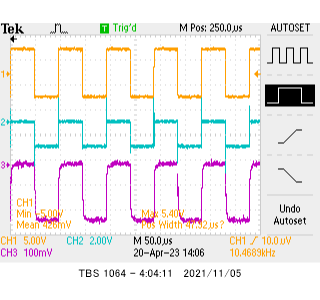 Tek Trig'd M Pos: 250.0µs AUTOSET
1
2
3
CH1
Min -5.00V Max 5.40V
Mean 426mV Pos Width 47.52µs?
Undo
Autoset
CH1 5.00V CH2 2.00V M 50.0µs CH1 / 10.0µV
CH3 100mV 20-Apr-23 14:06 10.4689kHz
TBS 1064 - 4:04:11 2021/11/05